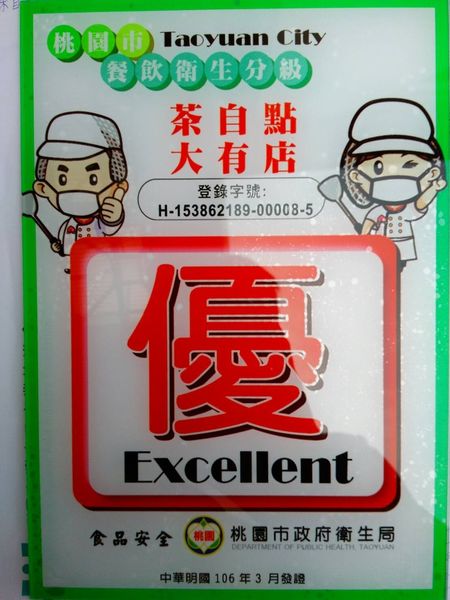 桃園市 Taoyuan City
餐飲衛生分級
茶自點
大有店
登錄字號:
H-153862189-00008-5
優
Excellent
食品安全 桃園 桃園市政府衛生局
DEPARTMENT OF PUBLIC HEALTH, TAOYUAN
中華明國 106 年 3 月發證